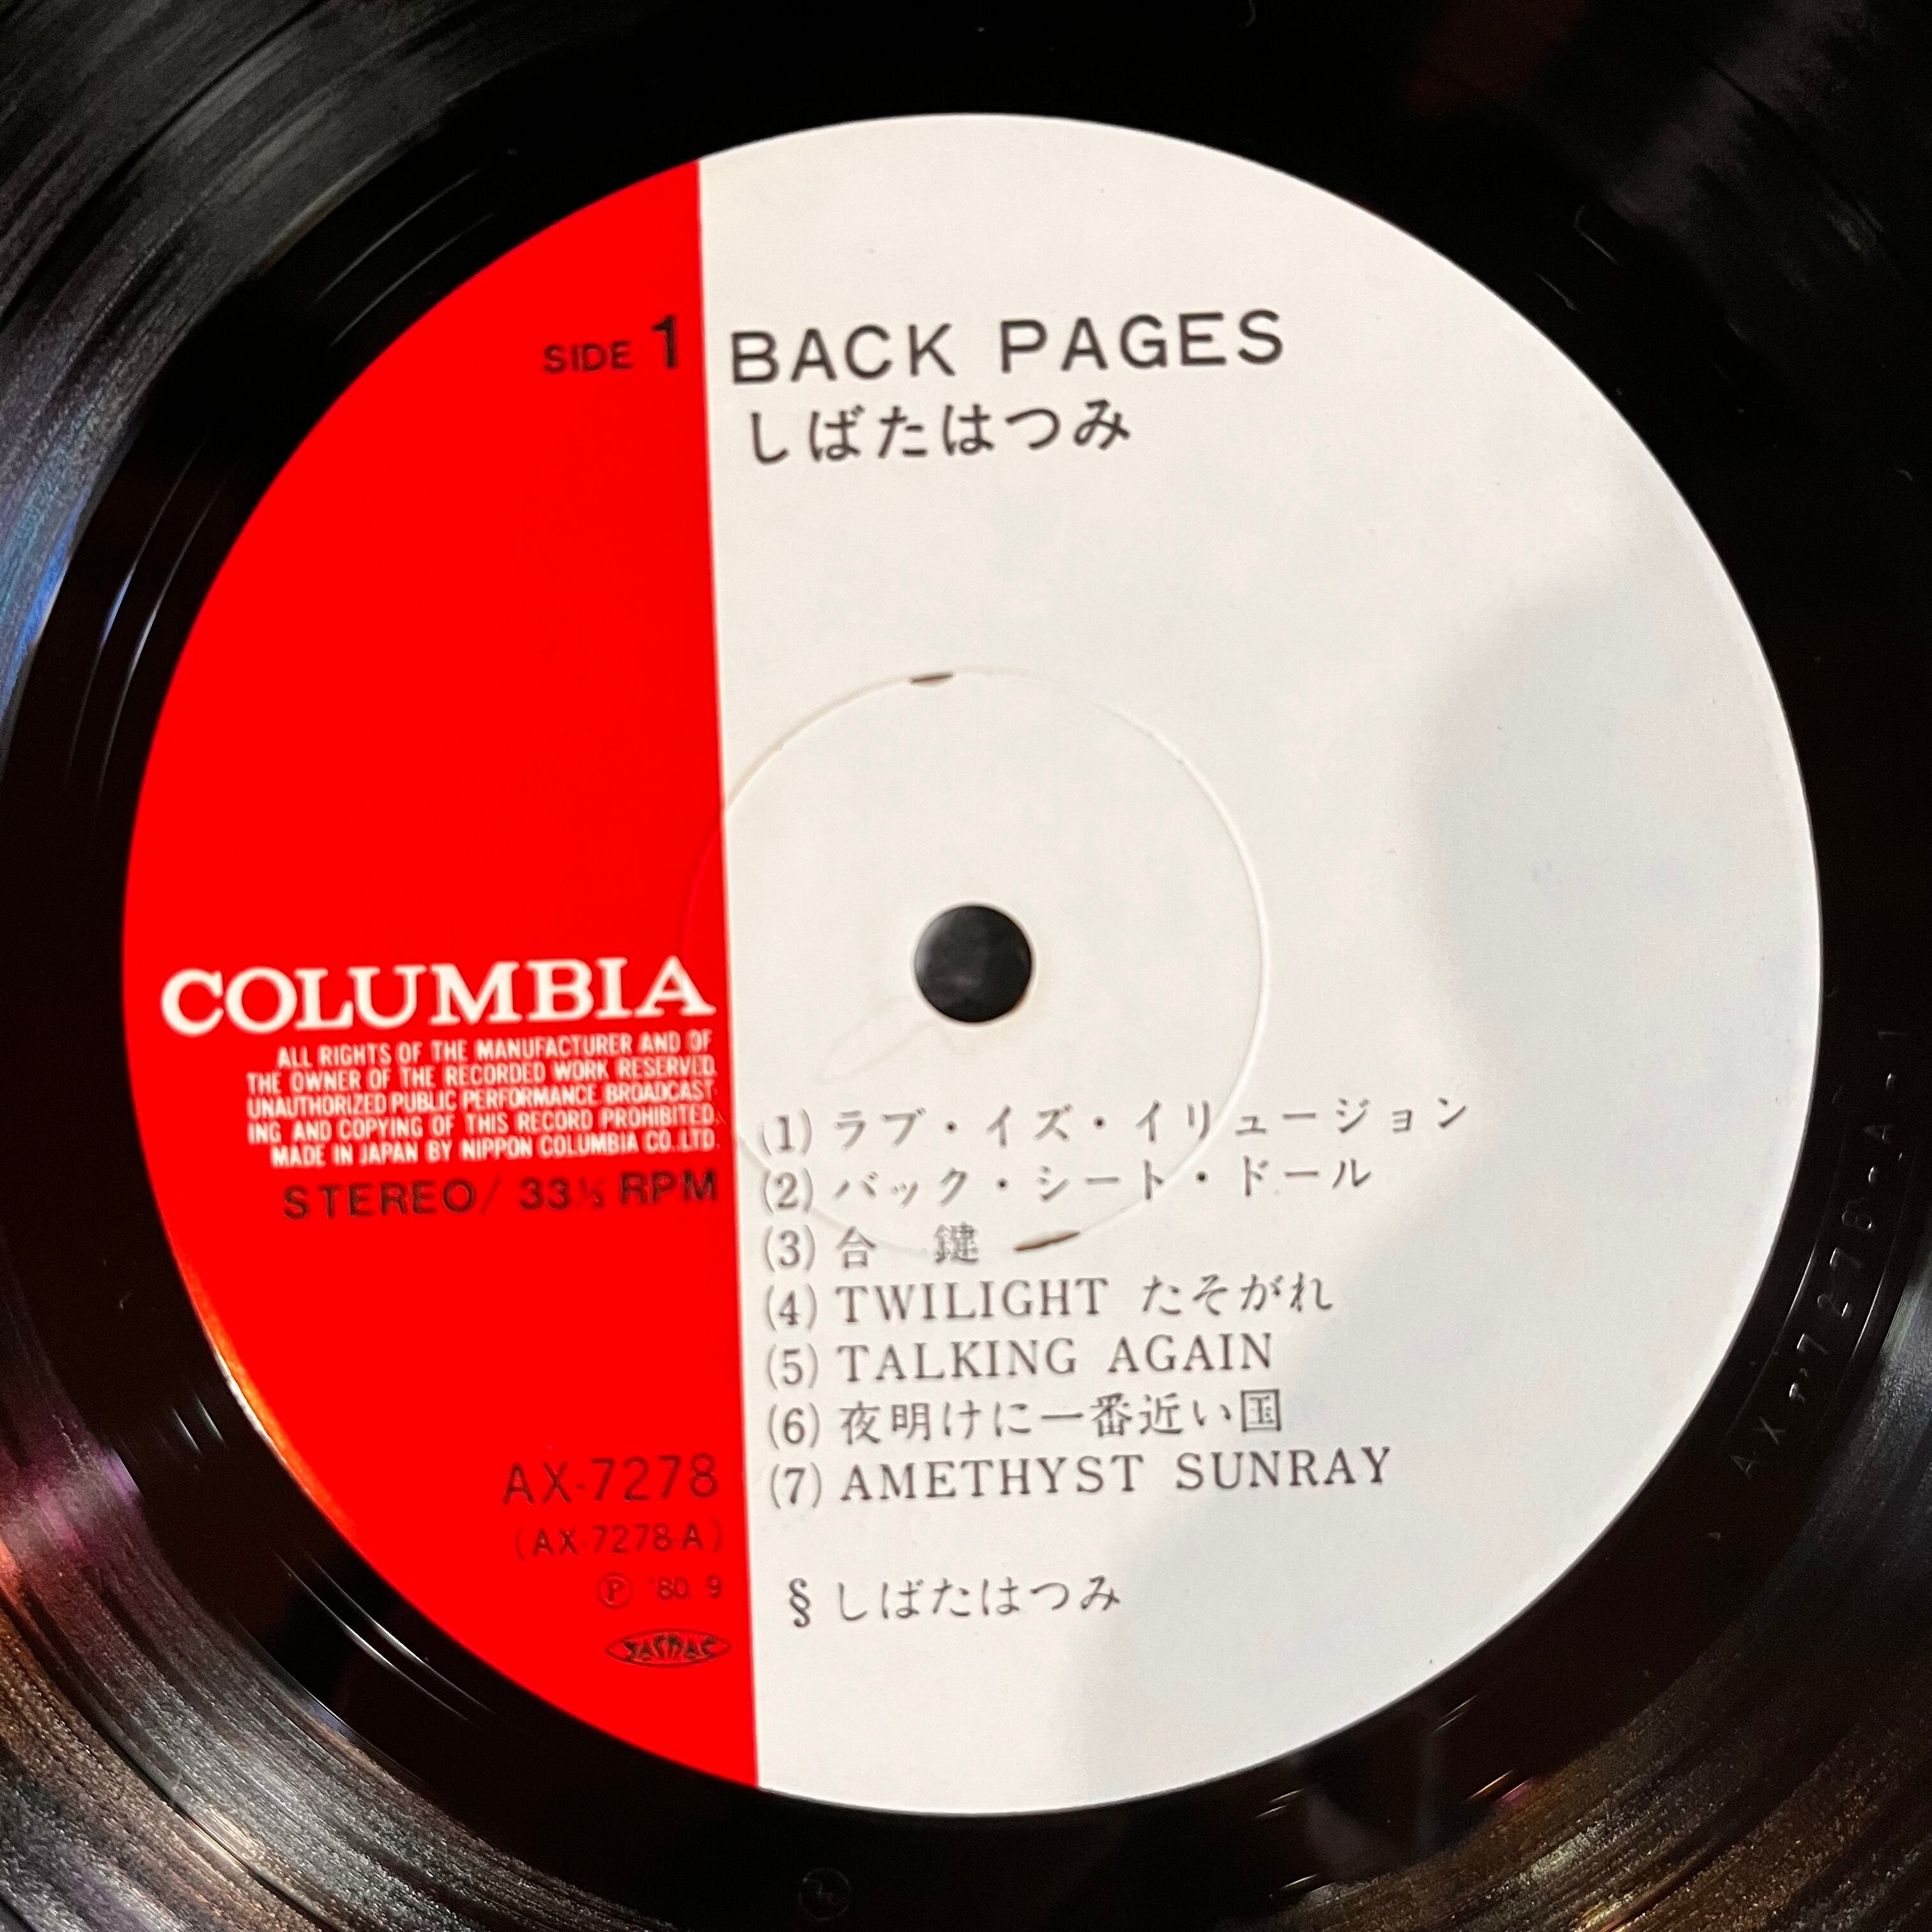 SIDE 1
BACK PAGES
しばたはつみ
COLUMBIA
ALL RIGHTS OF THE MANUFACTURER AND OF
THE OWNER OF THE RECORDED WORK RESERVED.
UNAUTHORIZED PUBLIC PERFORMANCE. BROADCAST-
ING AND COPYING OF THIS RECORD PROHIBITED.
MADE IN JAPAN BY NIPPON COLUMBIA CO. LTD.
STEREO/ 33⅓ RPM
(1) ラブ・イズ・イリュージョン
(2) バック・シート・ドール
(3) 合 鍵
(4) TWILIGHT たそがれ
(5) TALKING AGAIN
(6) 夜明けに一番近い国
(7) AMETHYST SUNRAY
§ しばたはつみ
AX-7278
(AX-7278-A)
Ⓟ '80. 9
JASRAC
AX-7278-A-1